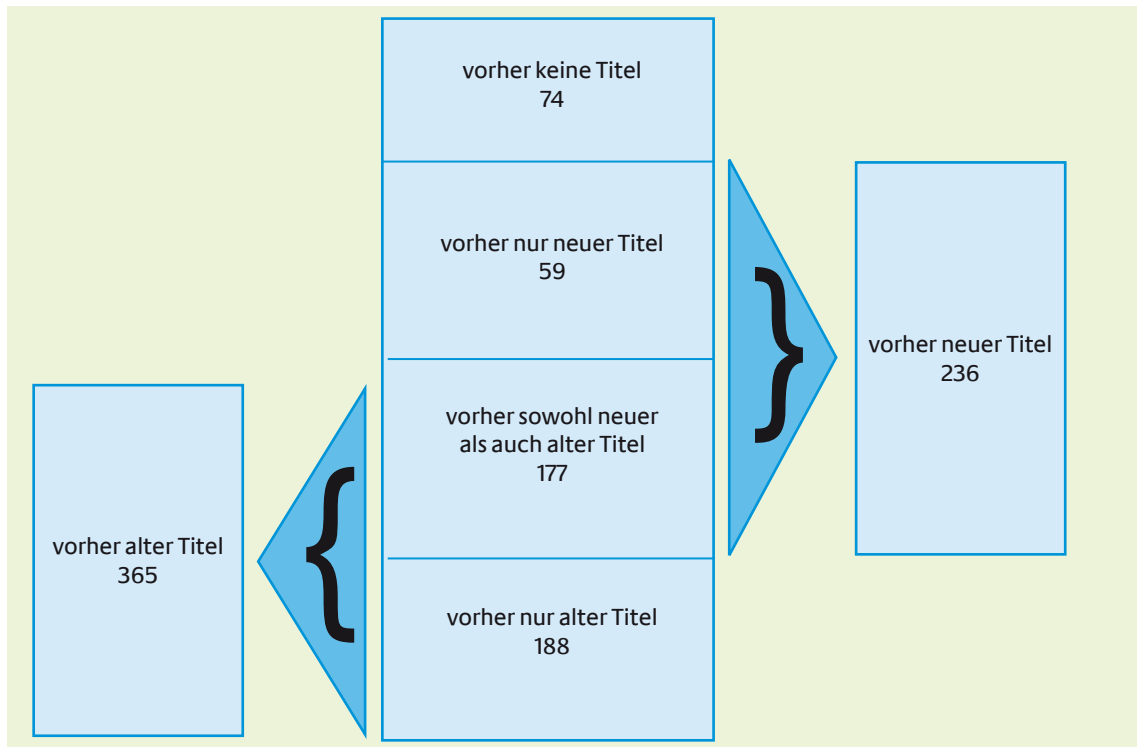 vorher keine Titel
74
vorher nur neuer Titel
59
}
vorher neuer Titel
236
vorher sowohl neuer
als auch alter Titel
177
{
vorher alter Titel
365
vorher nur alter Titel
188